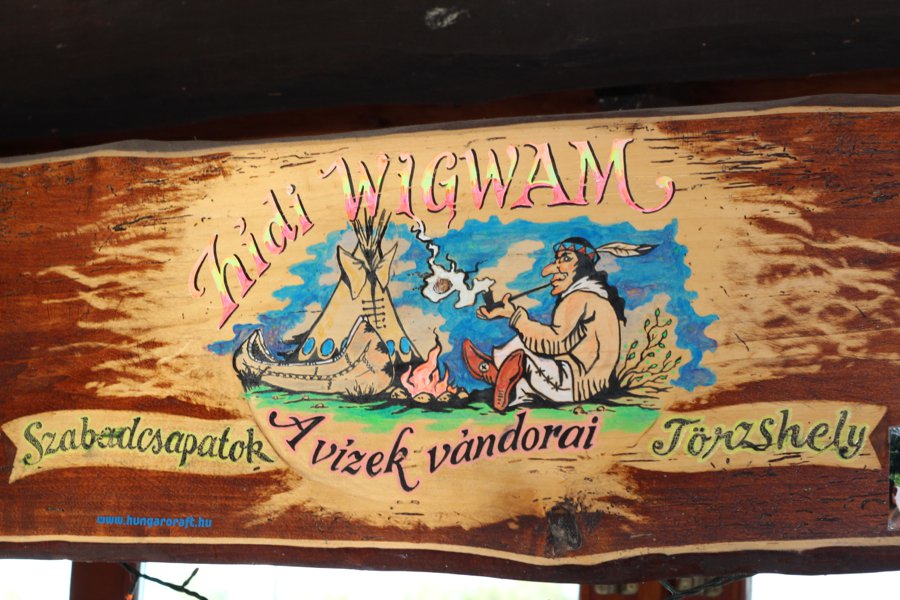 hídi WIGWAM
Szabadcsapatok
A vizek vándorai
Törzshely
www.hungaroraft.hu